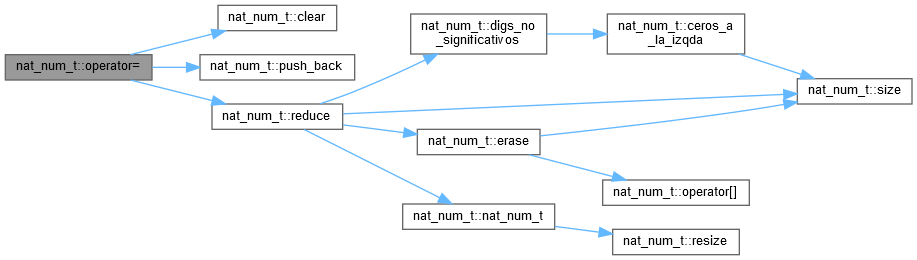 nat_num_t::operator=
nat_num_t::clear
nat_num_t::push_back
nat_num_t::reduce
nat_num_t::digs_no
_significativos
nat_num_t::ceros_a
_la_izqda
nat_num_t::size
nat_num_t::erase
nat_num_t::operator[]
nat_num_t::nat_num_t
nat_num_t::resize